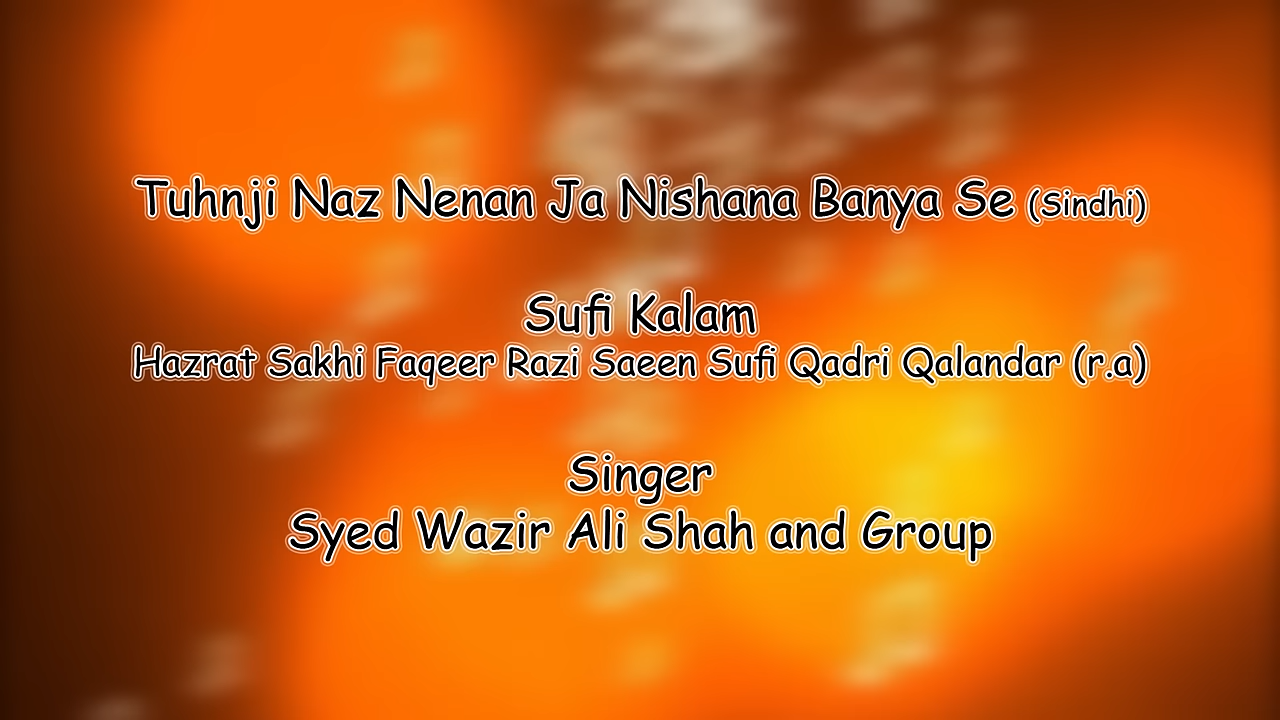 Tuhnji Naz Nenan Ja Nishana Banya Se (Sindhi)
Sufi Kalam
Hazrat Sakhi Faqeer Razi Saeen Sufi Qadri Qalandar (r.a)
Singer
Syed Wazir Ali Shah and Group